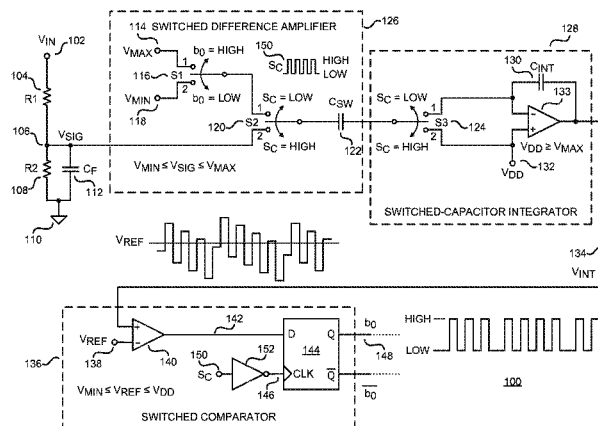 SWITCHED DIFFERENCE AMPLIFIER
126
128
VIN
102
114
VMAX
1
b0 = HIGH
150
SC
HIGH
LOW
116
S1
2
b0 = LOW
VMIN
118
104
R1
130
CINT
133
1
SC = LOW
CSW
SC = LOW
1
120
S2
S3
124
2
SC = HIGH
122
SC = HIGH
2
VDD ≥ VMAX
132
VDD
106
VSIG
R2
CF
108
112
110
VMIN ≤ VSIG ≤ VMAX
SWITCHED-CAPACITOR INTEGRATOR
VREF
134
VINT
142
136
VREF
138
140
D
Q
b0
144
148
150
152
SC
CLK
Q
b0
146
VMIN ≤ VREF ≤ VDD
SWITCHED COMPARATOR
HIGH
LOW
100